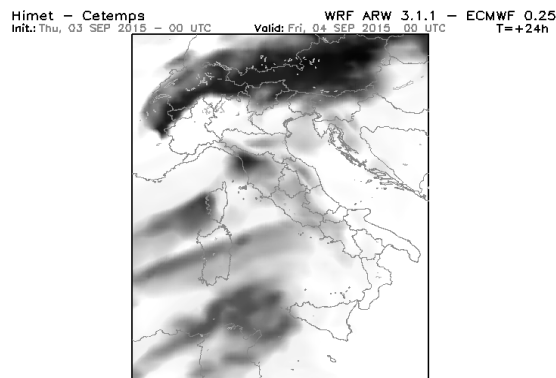 Himet - Cetemps WRF ARW 3.1.1 - ECMWF 0.25
Init.: Thu, 03 SEP 2015 - 00 UTC Valid: Fri, 04 SEP 2015 00 UTC T=+24h